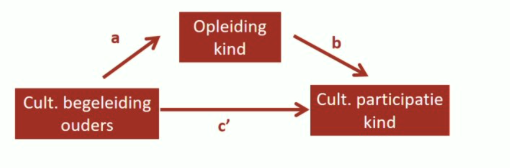 Opleiding
kind
a
b
Cult. begeleiding
ouders
Cult. participatie
kind
c'